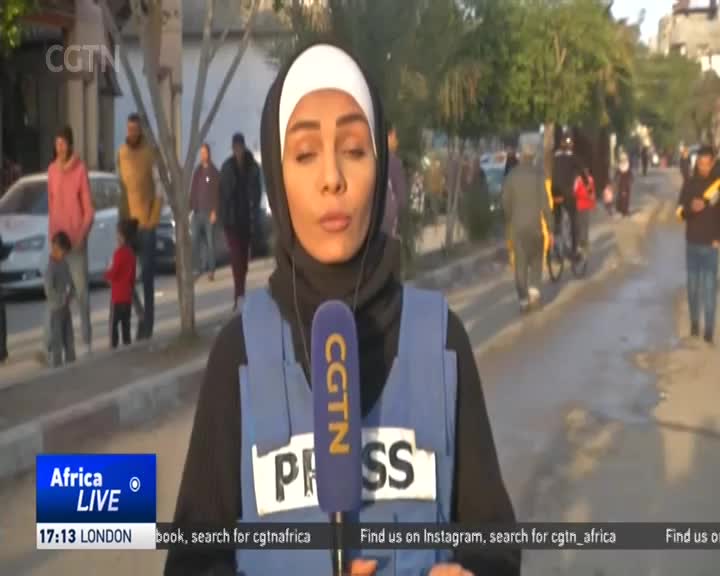 CGTN
CGTN
PRESS
Africa
LIVE
17:13 LONDON
book, search for cgtnafrica Find us on Instagram, search for cgtn_africa Find us o